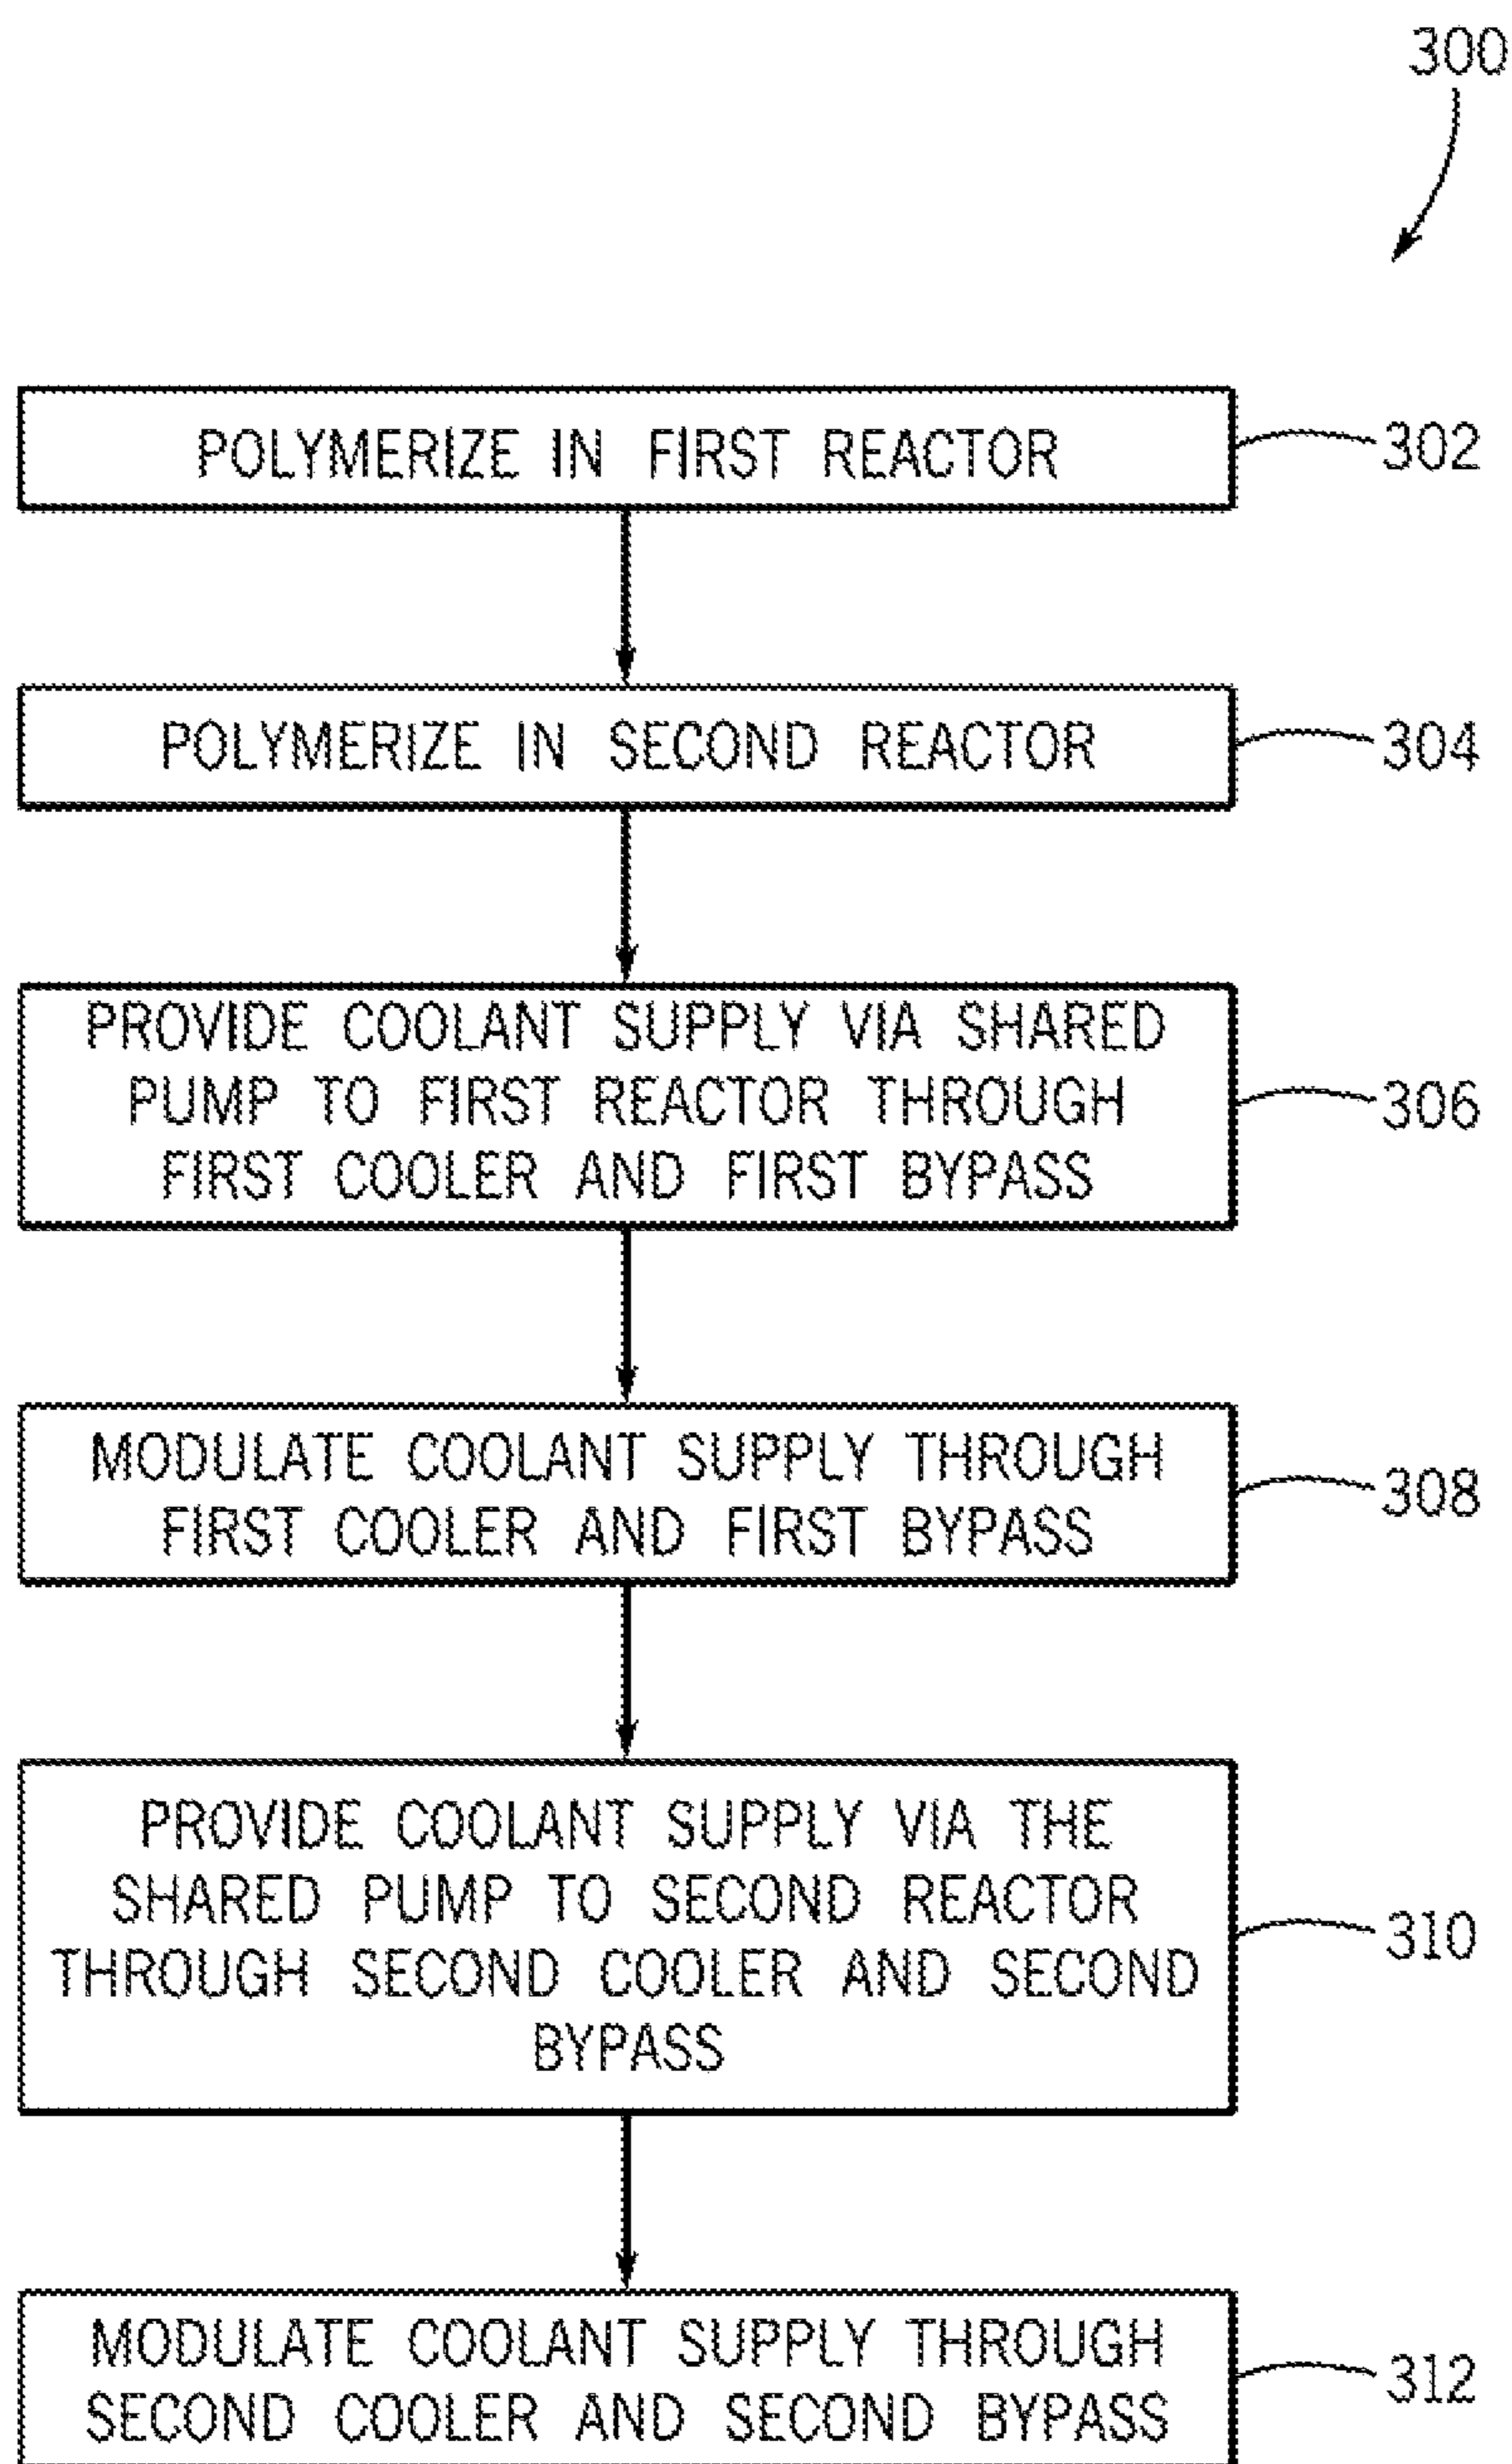 300
POLYMERIZE IN FIRST REACTOR
302
POLYMERIZE IN SECOND REACTOR
304
PROVIDE COOLANT SUPPLY VIA SHARED
PUMP TO FIRST REACTOR THROUGH
FIRST COOLER AND FIRST BYPASS
306
MODULATE COOLANT SUPPLY THROUGH
FIRST COOLER AND FIRST BYPASS
308
PROVIDE COOLANT SUPPLY VIA THE
SHARED PUMP TO SECOND REACTOR
THROUGH SECOND COOLER AND SECOND
BYPASS
310
MODULATE COOLANT SUPPLY THROUGH
SECOND COOLER AND SECOND BYPASS
312